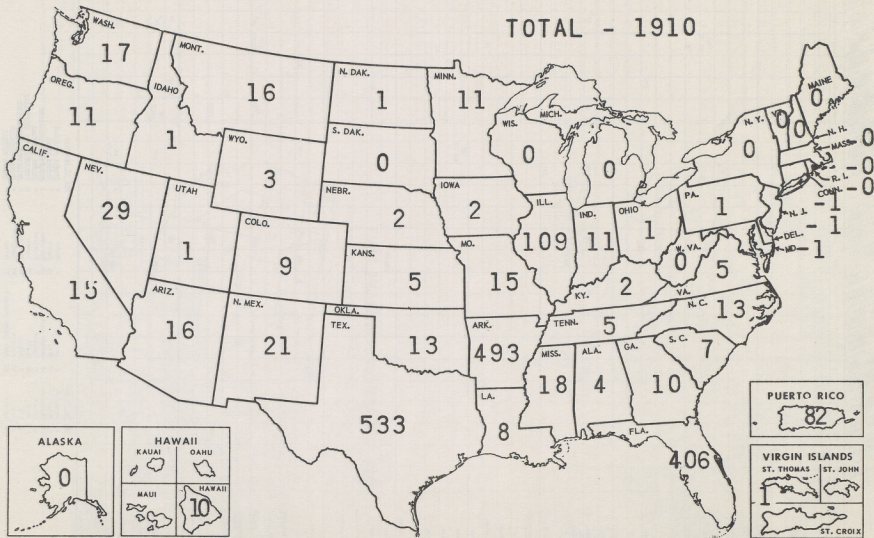 TOTAL - 1910
WASH.
17
MONT.
16
N. DAK.
1
MINN.
11
OREG.
11
IDAHO
1
WYO.
3
S. DAK.
0
WIS.
0
MICH.
0
N. Y.
0
VT.
0
0
MAINE
0
N. H.
MASS.
0
R. I.
0
CONN.
0
CALIF.
15
NEV.
29
UTAH
1
COLO.
9
NEBR.
2
IOWA
2
ILL.
109
IND.
11
OHIO
1
PA.
1
N. J.
1
DEL.
1
MD.
1
W. VA.
0
VA.
5
KANS.
5
MO.
15
KY.
2
N. C.
13
ARIZ.
16
N. MEX.
21
OKLA.
13
ARK.
493
TENN.
5
S. C.
7
TEX.
533
LA.
8
MISS.
18
ALA.
4
GA.
10
FLA.
406
ALASKA
0
HAWAII
KAUAI
OAHU
MAUI
HAWAII
10
PUERTO RICO
82
VIRGIN ISLANDS
ST. THOMAS
ST. JOHN
1
ST. CROIX